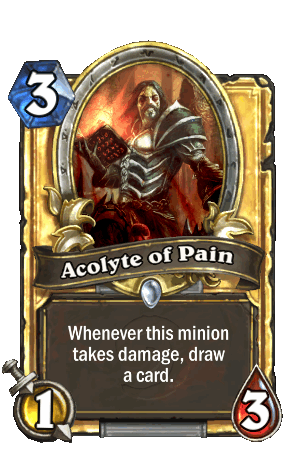 3
Acolyte of Pain
Whenever this minion
takes damage, draw
a card.
1
3